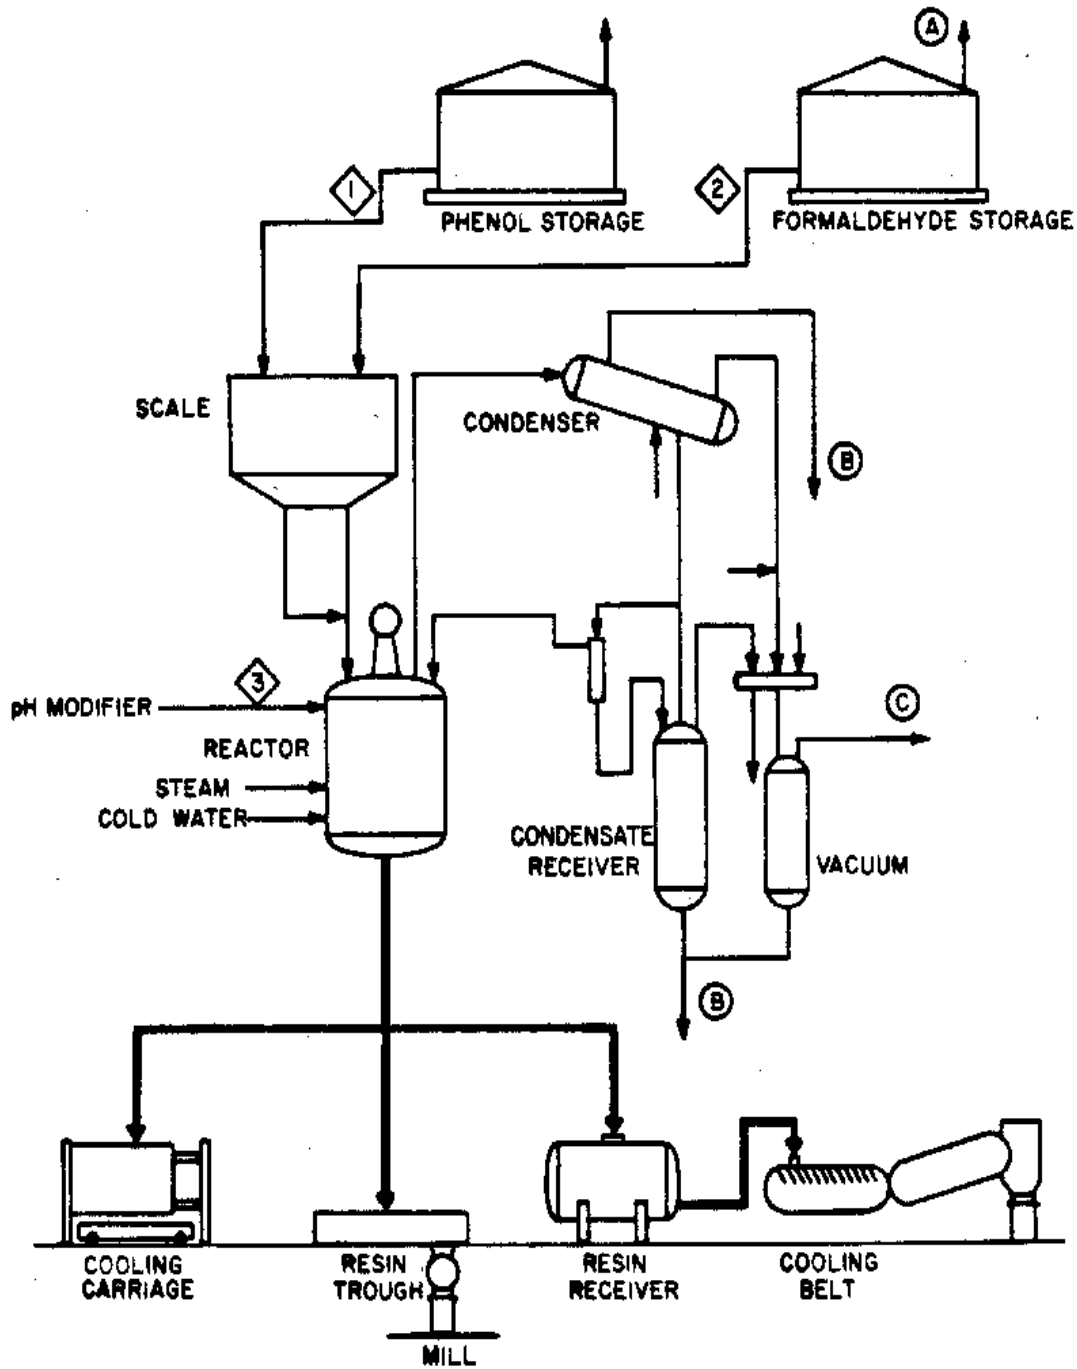 A
1
2
PHENOL STORAGE
FORMALDEHYDE STORAGE
SCALE
CONDENSER
B
3
pH MODIFIER
REACTOR
C
STEAM
COLD WATER
CONDENSATE
RECEIVER
VACUUM
B
COOLING
CARRIAGE
RESIN
TROUGH
RESIN
RECEIVER
COOLING
BELT
MILL